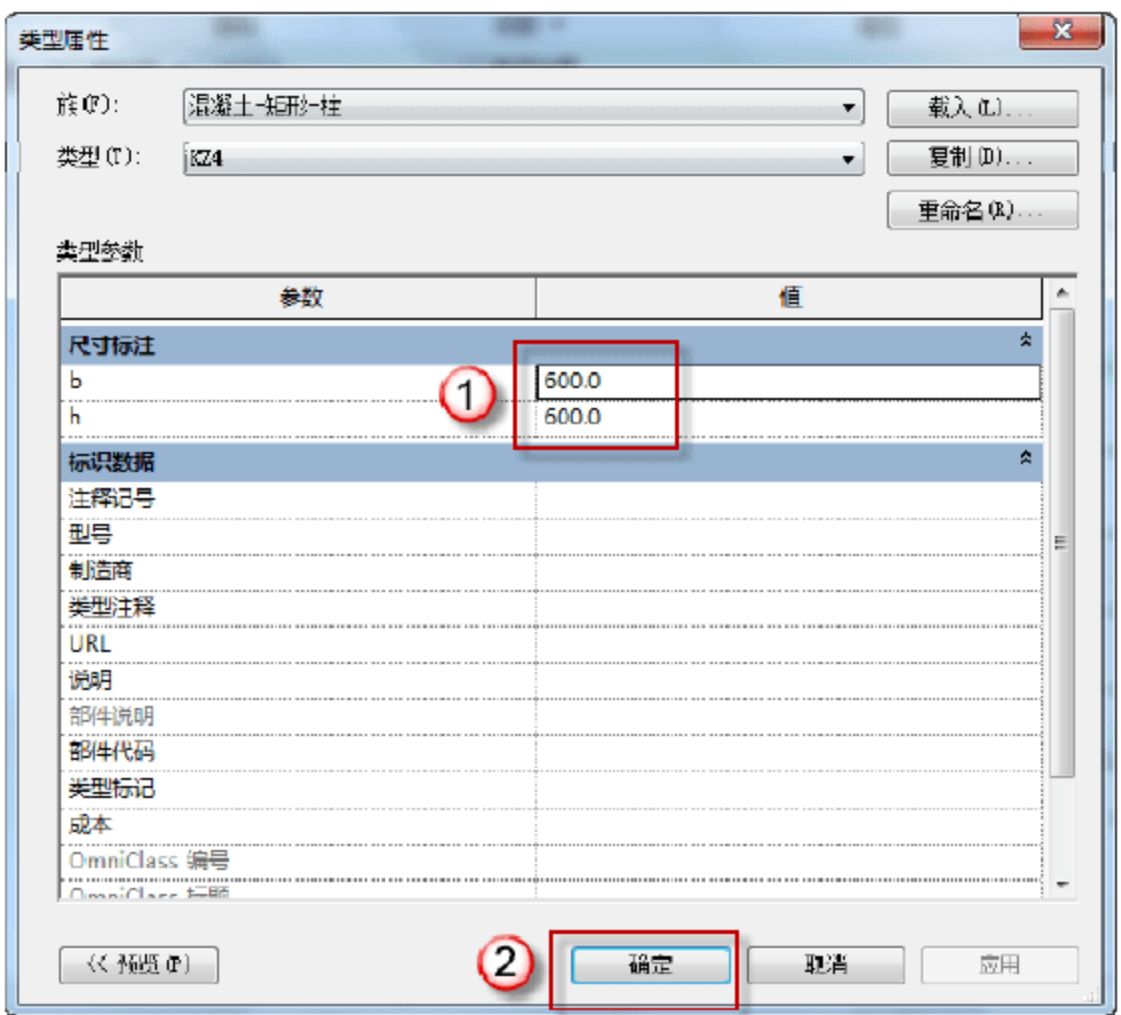 类型属性
族(F): 混凝土-矩形-柱 载入(L)...
类型(T): KZ4 复制(D)...
重命名(R)...
类型参数
参数 值
尺寸标注
b 600.0
h 600.0
标识数据
注释记号
型号
制造商
类型注释
URL
说明
部件说明
部件代码
类型标记
成本
OmniClass 编号
OmniClass 标题
<< 预览(P) 确定 取消 应用
1
2